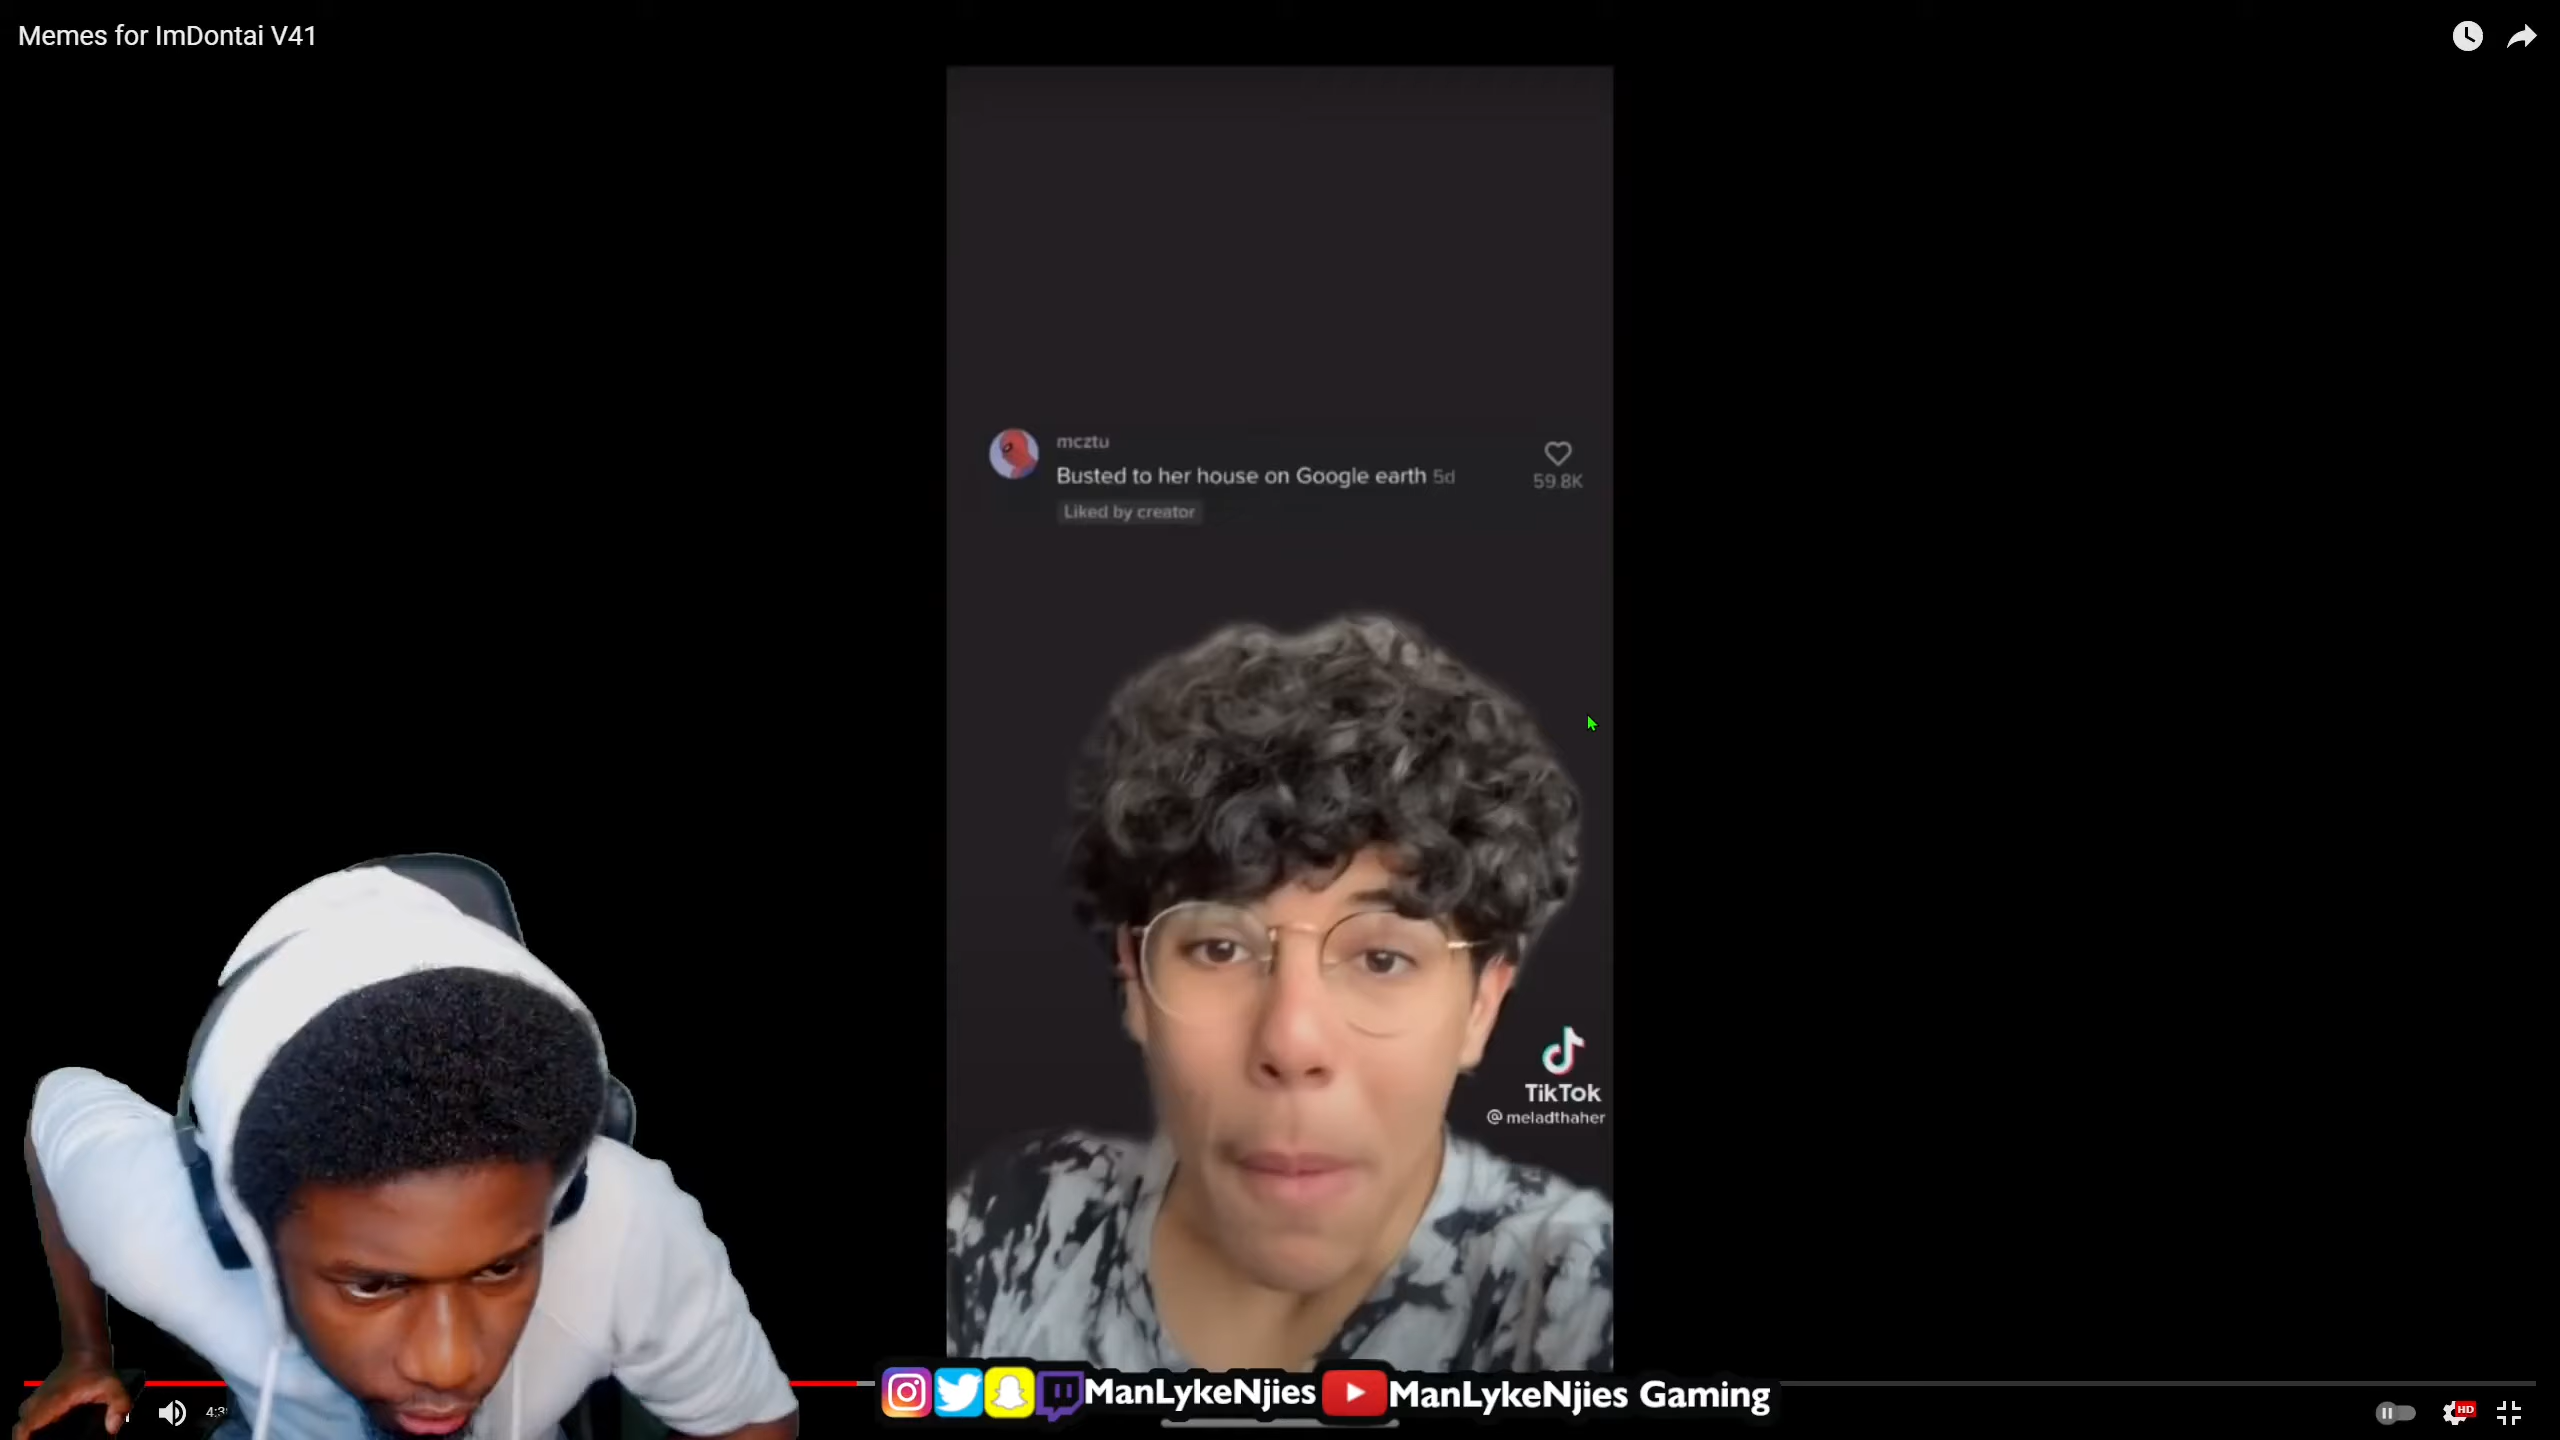 Memes for ImDontai V41
mcztu
Busted to her house on Google earth 5d
59.8K
Liked by creator
TikTok
@meladthaher
ManLykeNjies
ManLykeNjies Gaming
HD